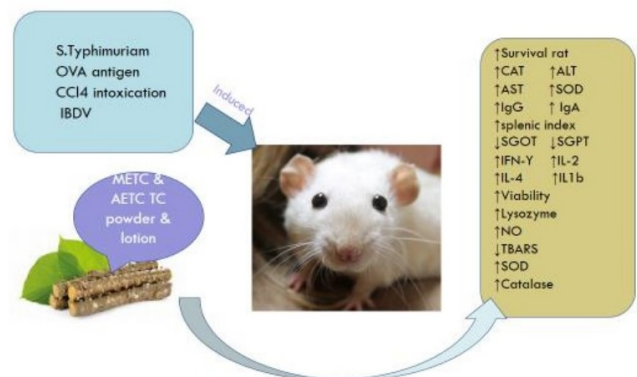 S.Typhimuriam
OVA antigen
CCl4 intoxication
IBDV
Induced
METC &
AETC TC
powder &
lotion
↑Survival rat
↑CAT ↑ALT
↑AST ↑SOD
↑IgG ↑ IgA
↑splenic index
↓SGOT ↓SGPT
↑IFN-Y ↑IL-2
↑IL-4 ↑IL1b
↑Viability
↑Lysozyme
↑NO
↓TBARS
↑SOD
↑Catalase